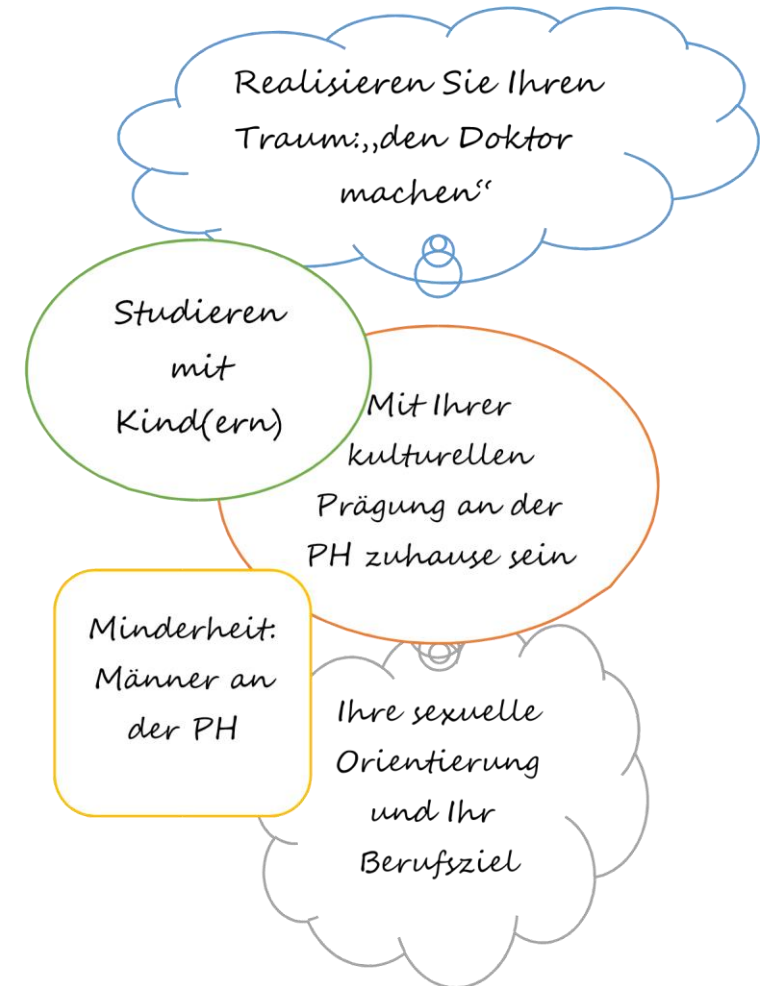 Realisieren Sie Ihren
Traum:,,den Doktor
machen“
Studieren
mit
Kind(ern)
Mit Ihrer
kulturellen
Prägung an der
PH zuhause sein
Minderheit:
Männer an
der PH
Ihre sexuelle
Orientierung
und Ihr
Berufsziel